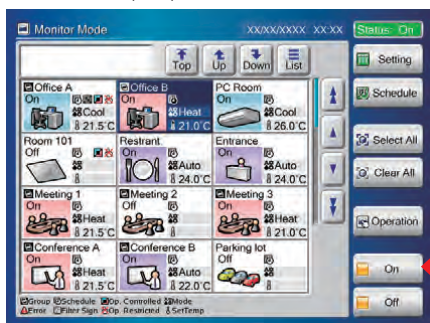 Monitor Mode XX/XX/XXXX XX:XX Status: On
Top Up Down List
Setting
Schedule
Select All
Clear All
Operation
On
Off
Office A
On
Cool
21.5°C
Office B
On
Heat
21.0°C
PC Room
On
Cool
26.0°C
Room 101
Off
Restrant
On
Auto
24.0°C
Entrance
On
Auto
24.0°C
Meeting 1
On
Heat
21.0°C
Meeting 2
Off
Meeting 3
On
Heat
21.0°C
Conference A
On
Heat
21.5°C
Conference B
On
Auto
22.0°C
Parking lot
Off
Group Schedule Op. Controlled Mode
Error Filter Sign Op. Restricted SetTemp